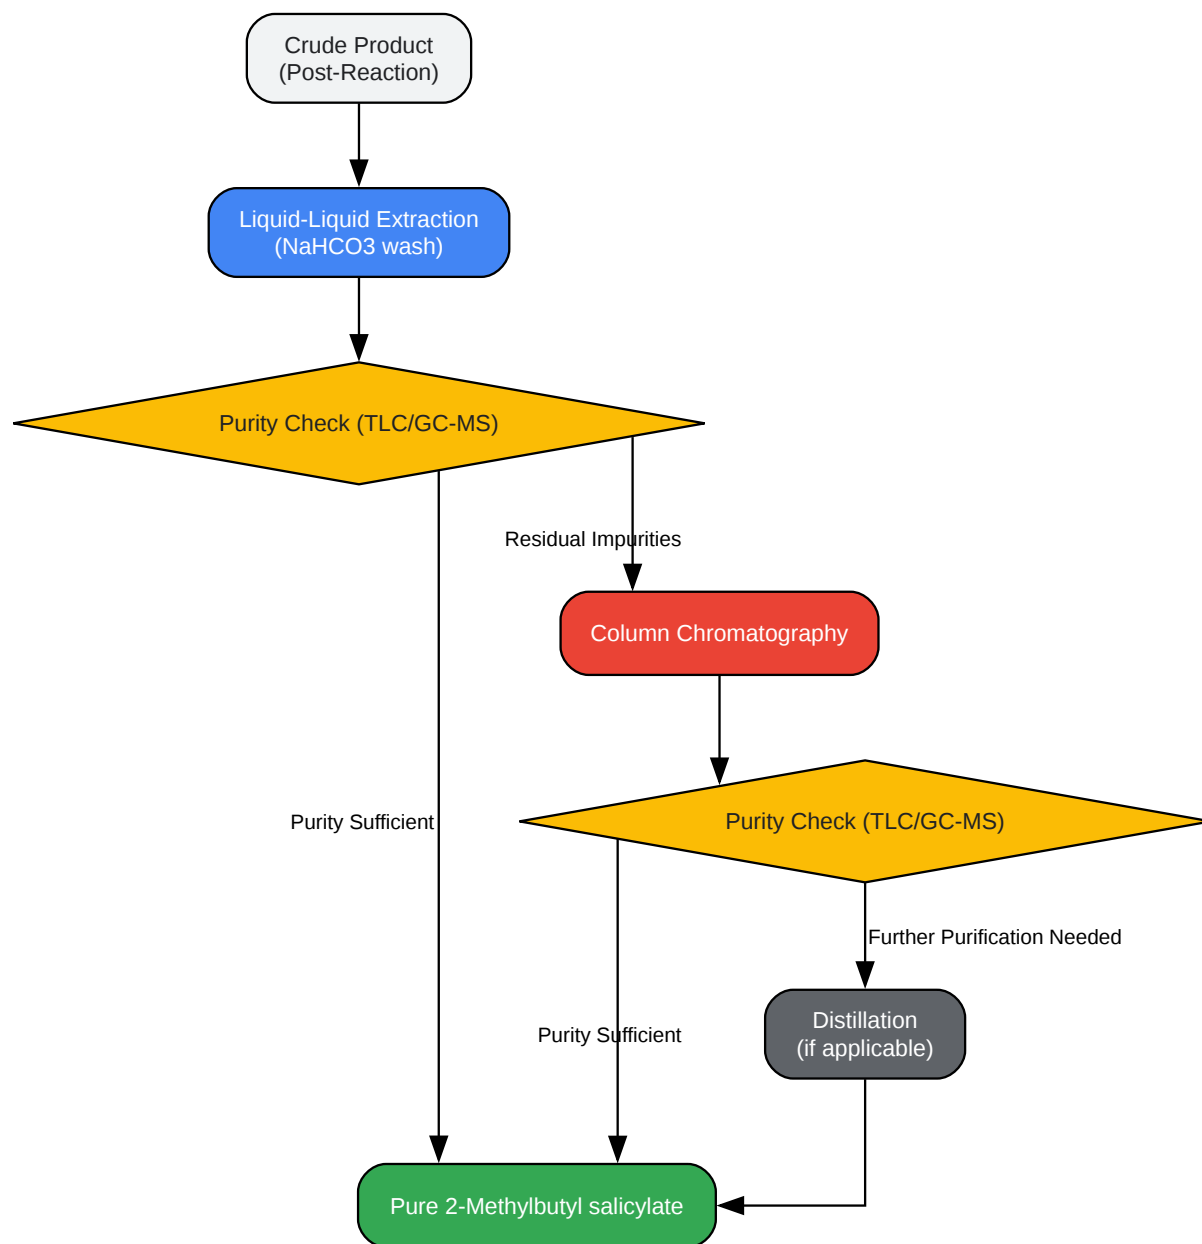 Crude Product
(Post-Reaction)
Liquid-Liquid Extraction
(NaHCO3 wash)
Purity Check (TLC/GC-MS)
Residual Impurities
Column Chromatography
Purity Sufficient
Purity Check (TLC/GC-MS)
Further Purification Needed
Purity Sufficient
Distillation
(if applicable)
Pure 2-Methylbutyl salicylate